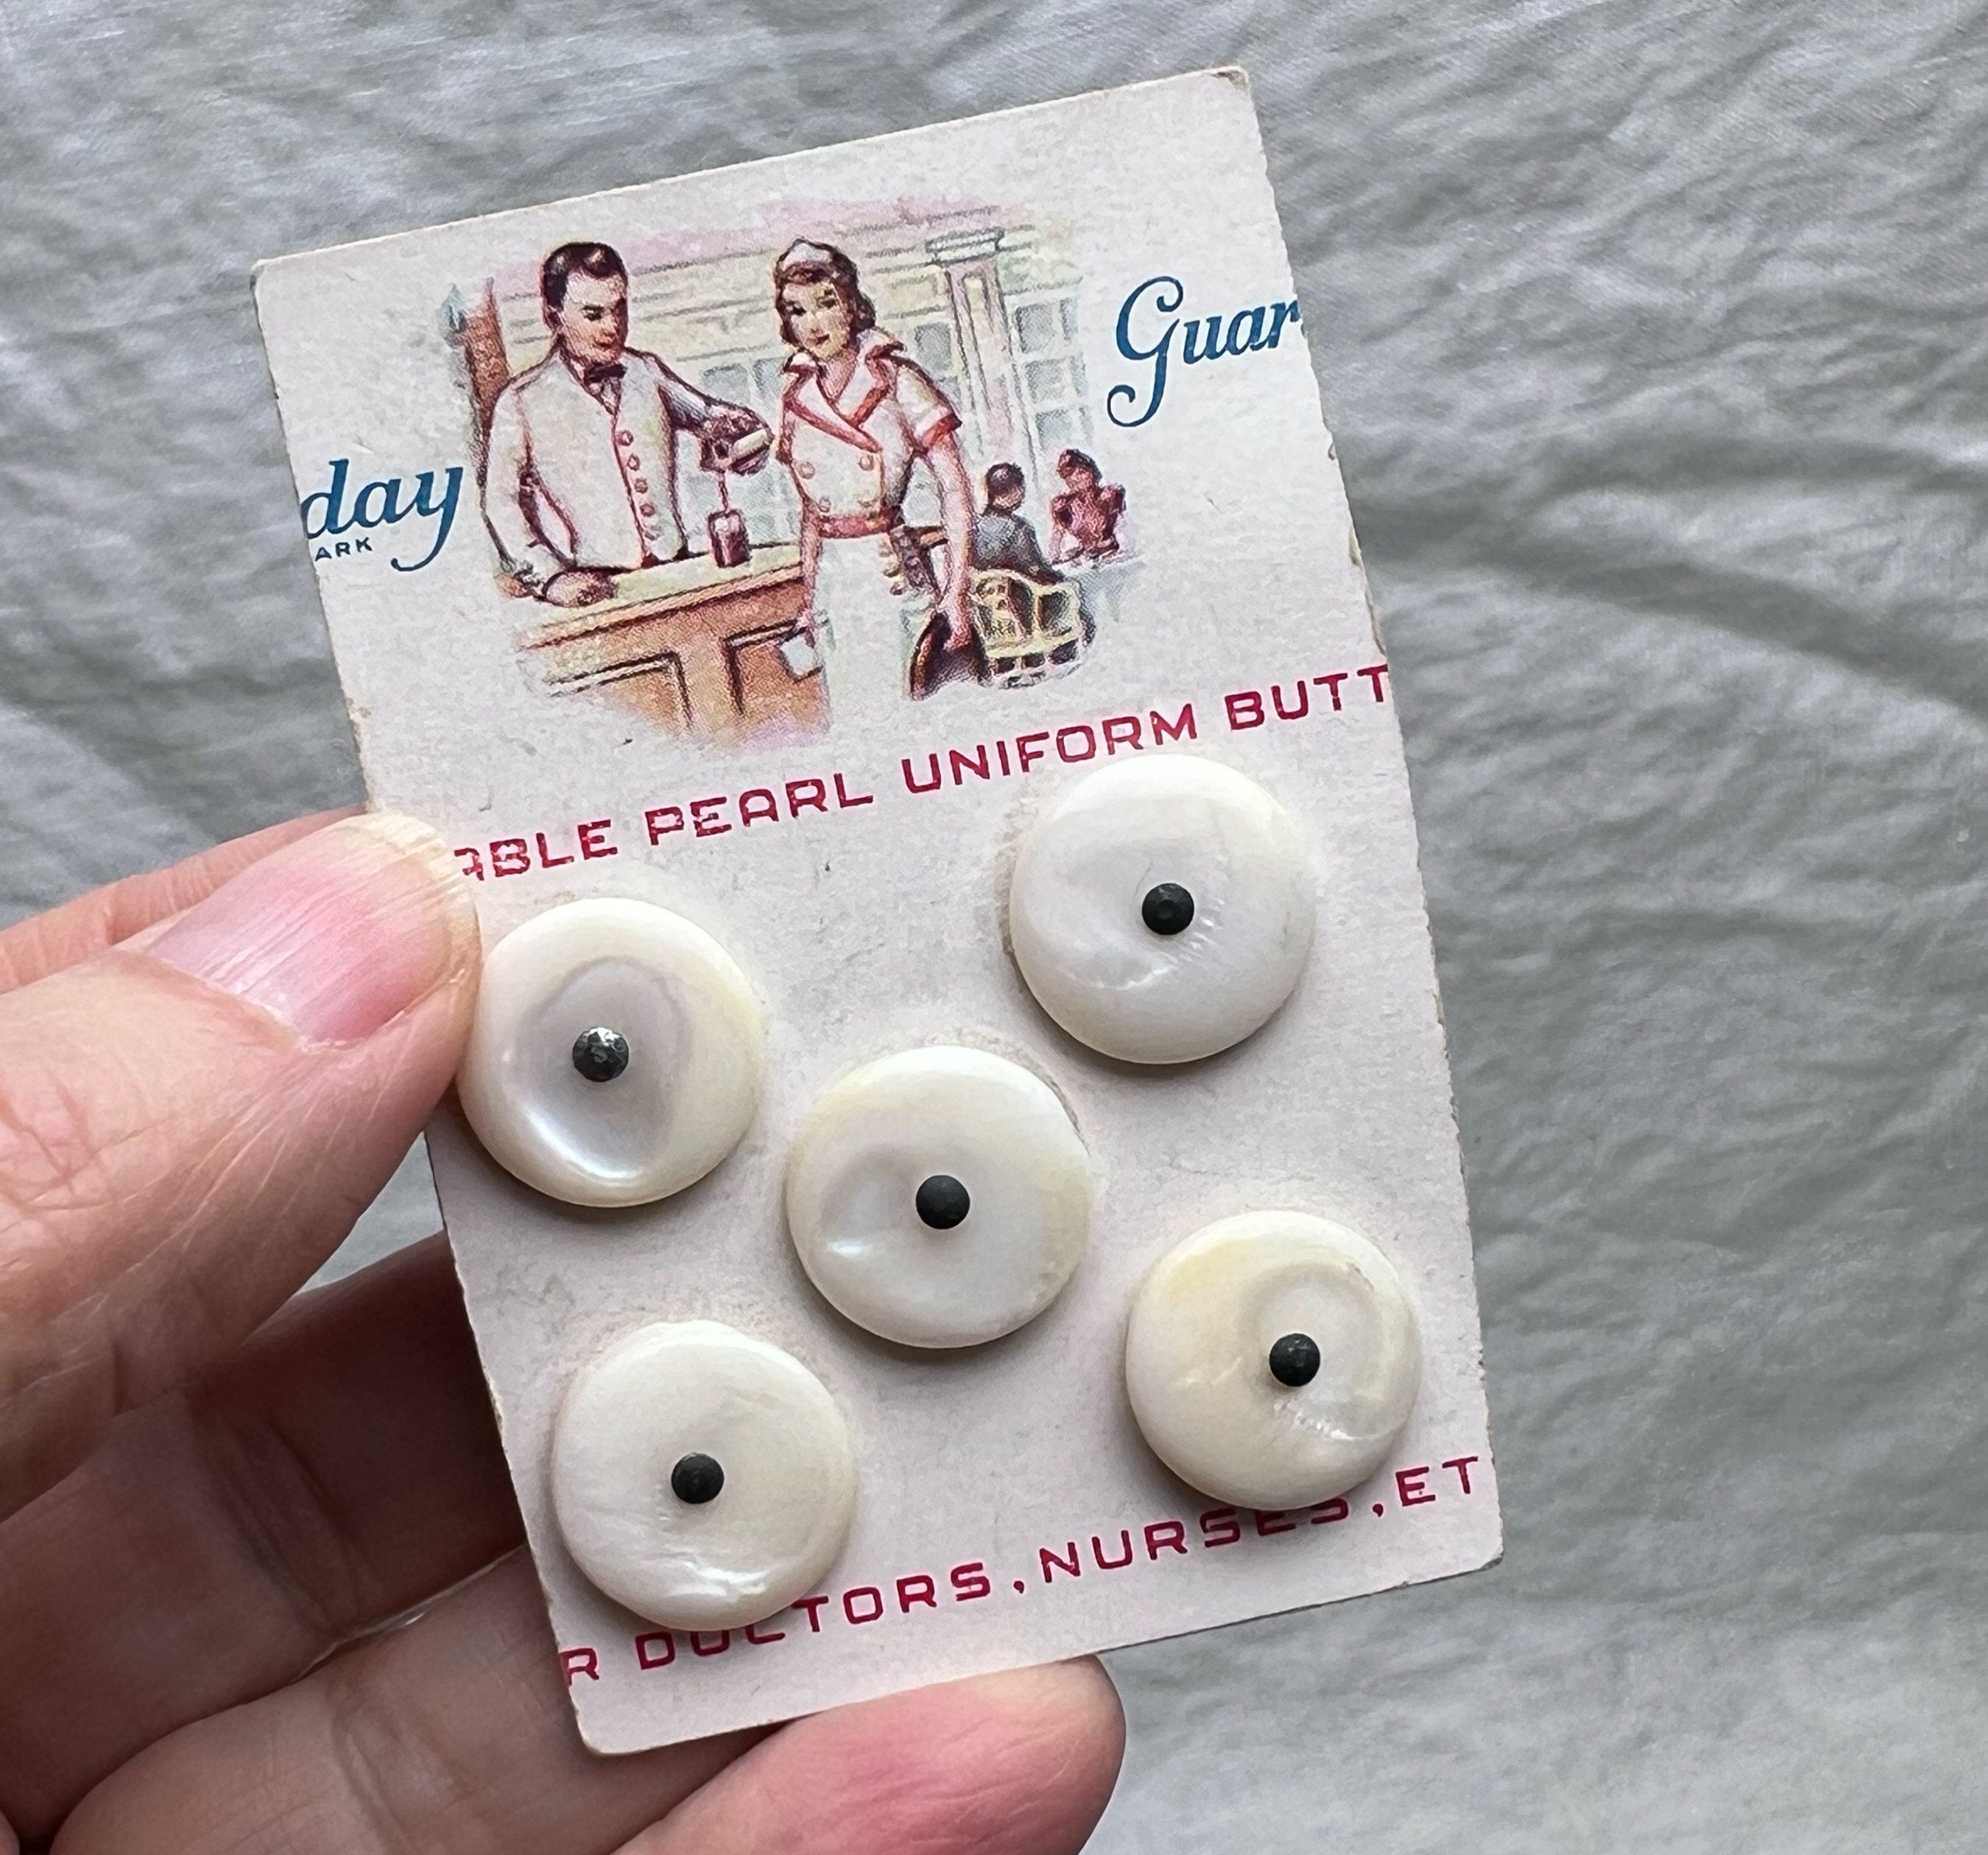 Guar
day
ARK
ABLE PEARL UNIFORM BUTT
R DOCTORS, NURSES, ET